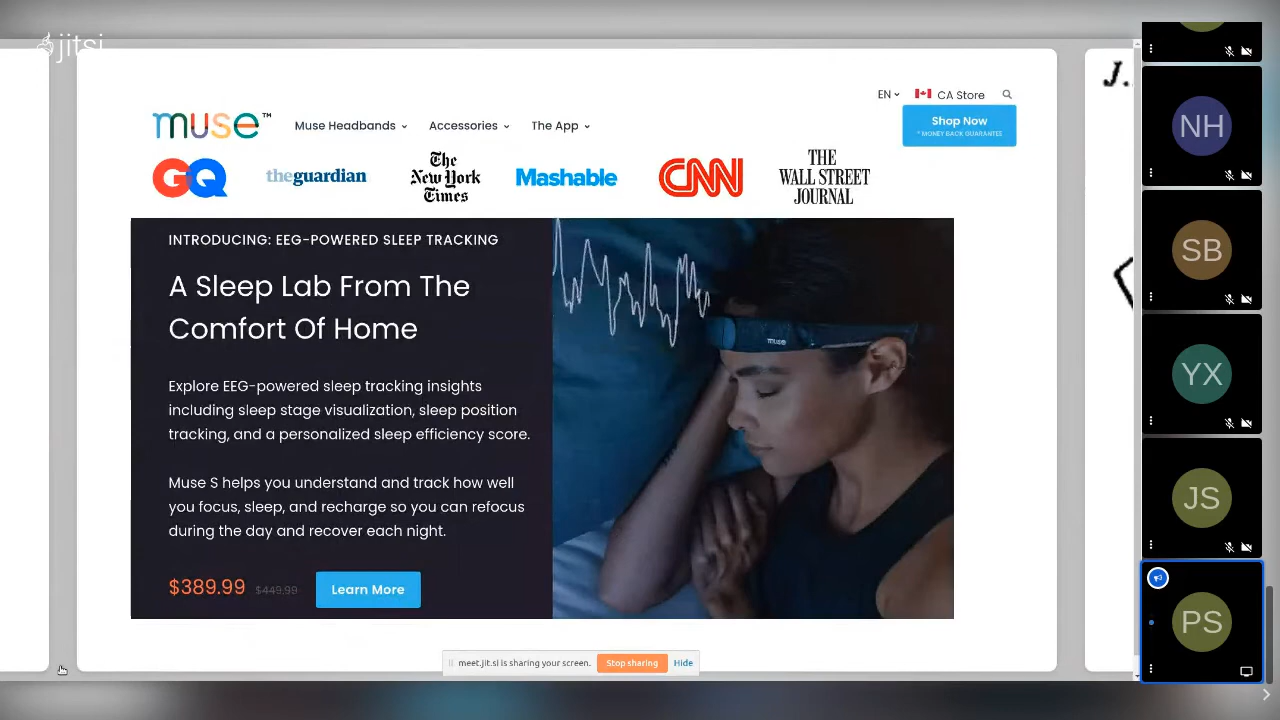 jitsi
J.
EN
CA Store
muse™
Muse Headbands
Accessories
The App
Shop Now
* MONEY BACK GUARANTEE
GQ
theguardian
The
New York
Times
Mashable
CNN
THE
WALL STREET
JOURNAL
INTRODUCING: EEG-POWERED SLEEP TRACKING
A Sleep Lab From The
Comfort Of Home
Explore EEG-powered sleep tracking insights
including sleep stage visualization, sleep position
tracking, and a personalized sleep efficiency score.
Muse S helps you understand and track how well
you focus, sleep, and recharge so you can refocus
during the day and recover each night.
$389.99 $449.99 Learn More
muse
meet.jit.si is sharing your screen. Stop sharing Hide
NH
SB
YX
JS
PS